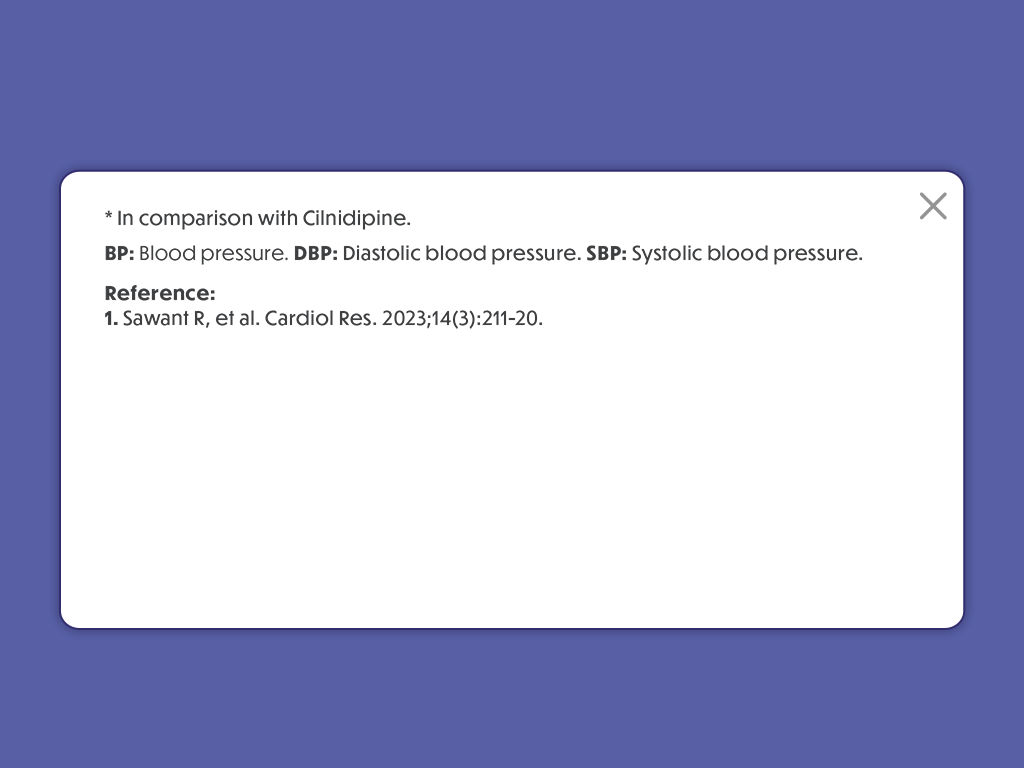 * In comparison with Cilnidipine.
BP: Blood pressure. DBP: Diastolic blood pressure. SBP: Systolic blood pressure.
Reference:
1. Sawant R, et al. Cardiol Res. 2023;14(3):211-20.